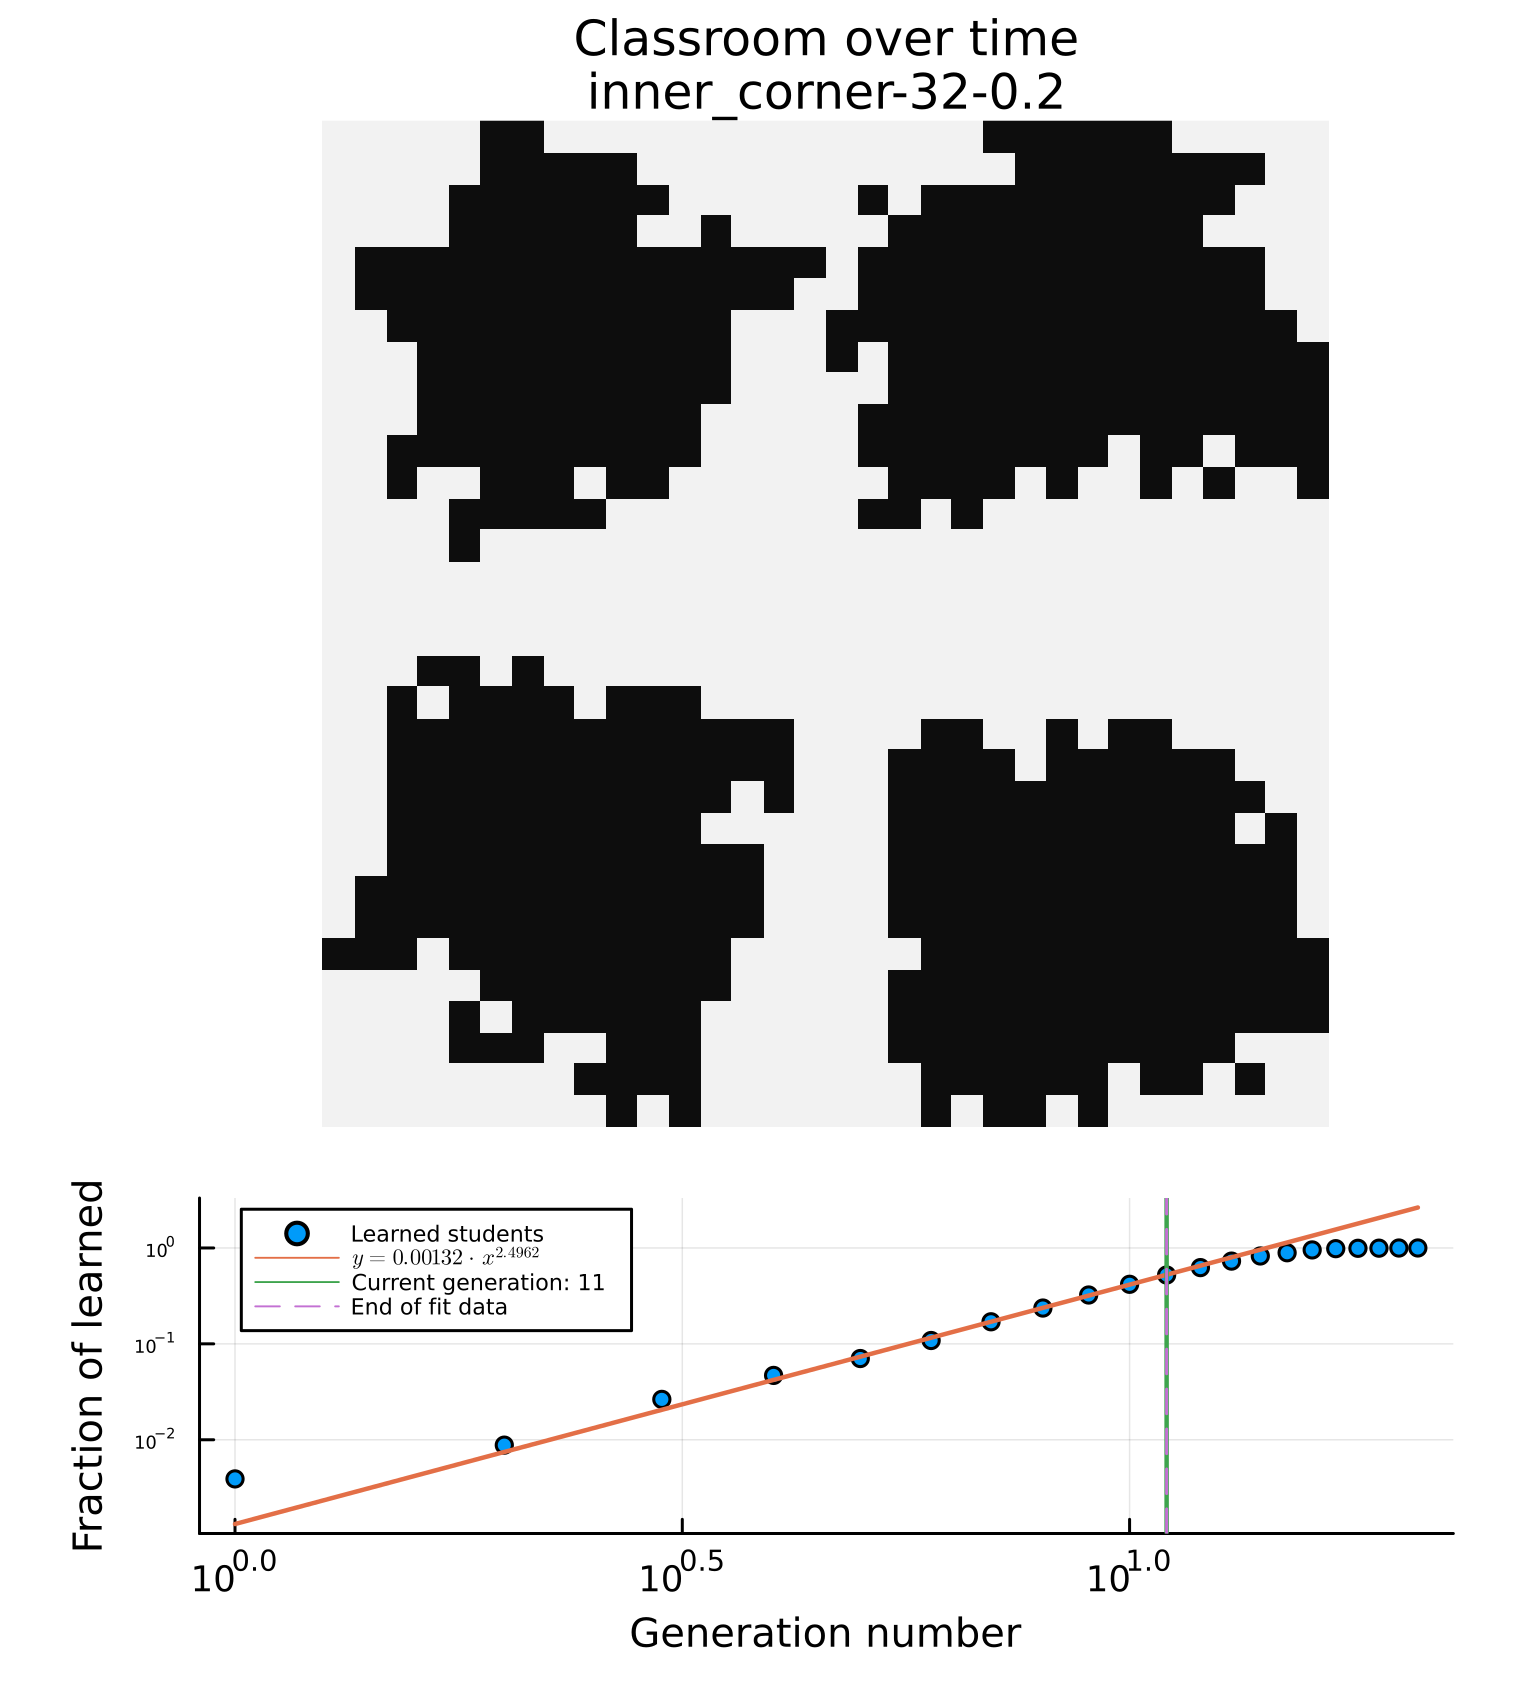 Classroom over time
inner_corner-32-0.2
Fraction of learned
10^0
10^-1
10^-2
Learned students
y = 0.00132 · x^2.4962
Current generation: 11
End of fit data
10^0.0 10^0.5 10^1.0
Generation number